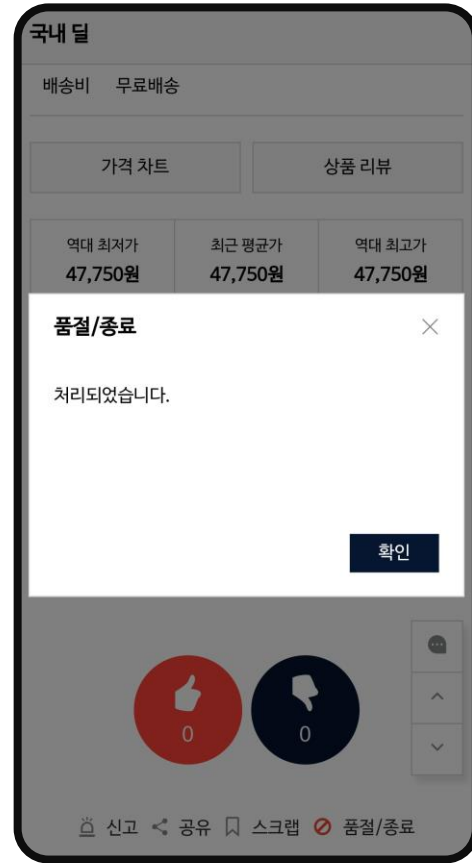 국내 딜
배송비 무료배송
가격 차트 상품 리뷰
역대 최저가 최근 평균가 역대 최고가
47,750원 47,750원 47,750원
품절/종료
처리되었습니다.
확인
0 0
신고 공유 스크랩 품절/종료